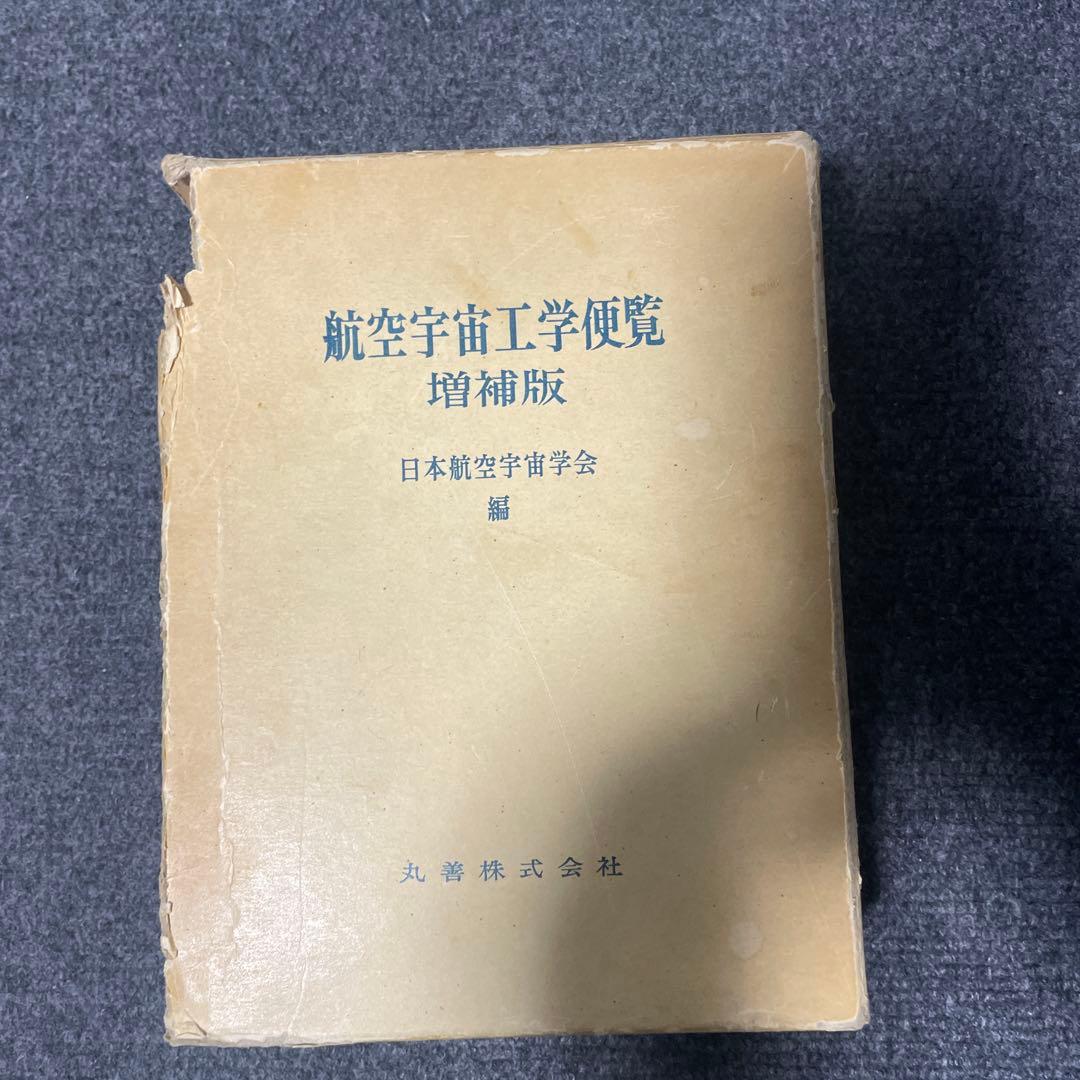 航空宇宙工学便覧
増補版
日本航空宇宙学会
編
丸善株式会社